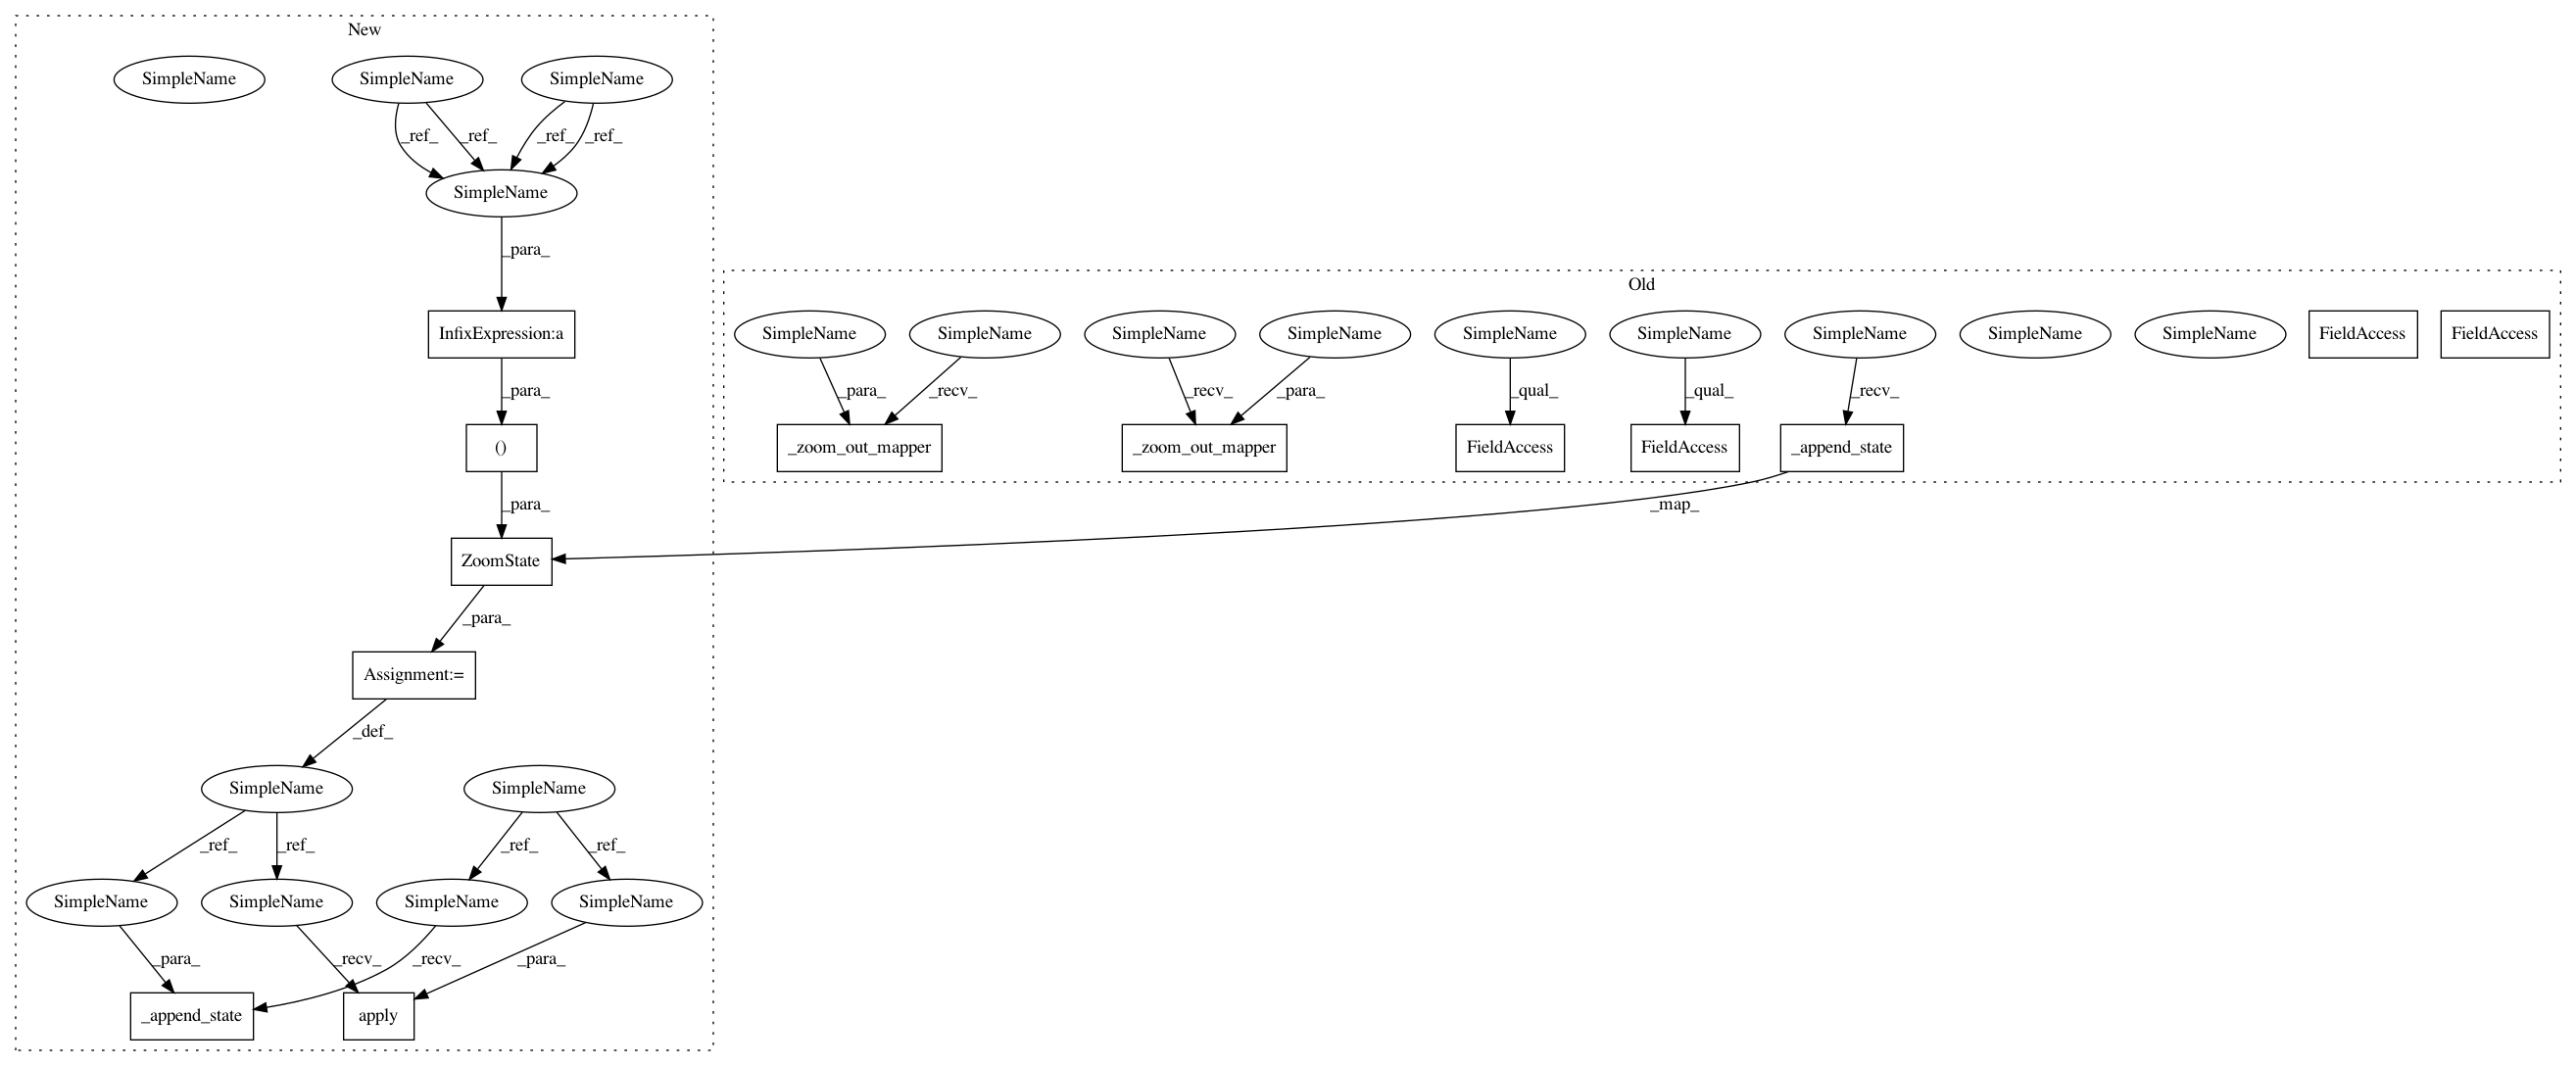 New
SimpleName SimpleName SimpleName
_ref_ _ref_ _ref_ _ref_
SimpleName
_para_
InfixExpression:a
_para_
()
_para_
ZoomState
_para_
Assignment:=
_def_
SimpleName SimpleName
_ref_ _ref_ _ref_ _ref_
SimpleName SimpleName SimpleName SimpleName
_para_ _recv_ _recv_ _para_
_append_state apply
Old
SimpleName SimpleName SimpleName SimpleName SimpleName SimpleName SimpleName SimpleName SimpleName FieldAccess FieldAccess
_para_ _recv_ _recv_ _para_ _qual_ _qual_ _recv_
_zoom_out_mapper _zoom_out_mapper FieldAccess FieldAccess _append_state
_map_